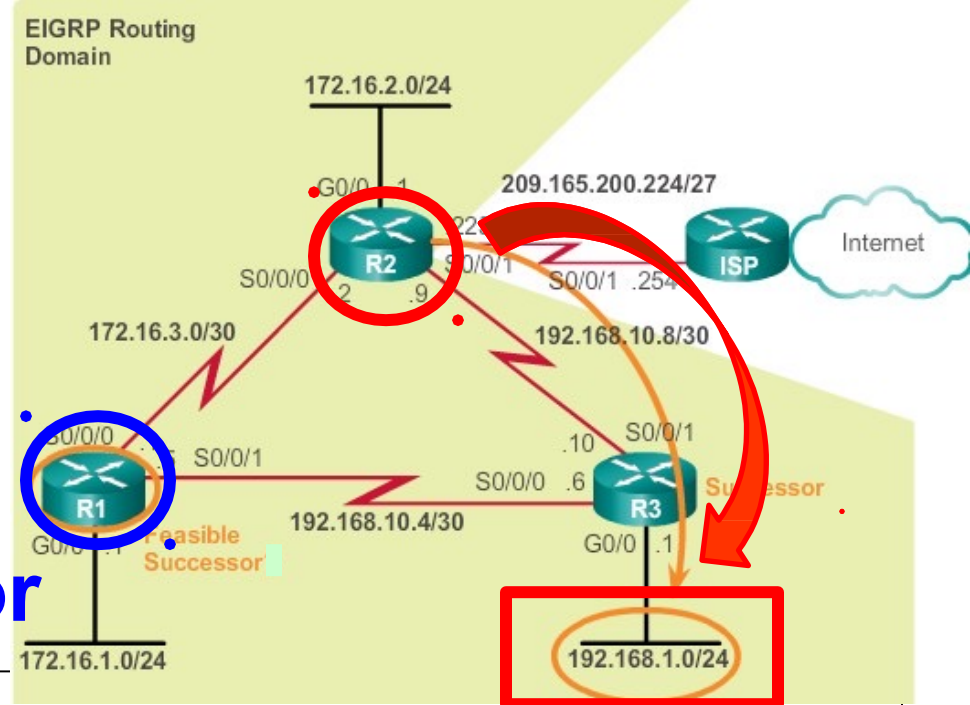 EIGRP Routing
Domain
172.16.2.0/24
G0/0 .1
209.165.200.224/27
R2
S0/0/1
ISP
Internet
S0/0/0
.2
.9
S0/0/1 .254
172.16.3.0/30
192.168.10.8/30
S0/0/0
S0/0/1
.10
S0/0/1
S0/0/0 .6
R1
R3
Successor
192.168.10.4/30
G0/0 .1
Feasible
Successor
G0/0 .1
or
172.16.1.0/24
192.168.1.0/24